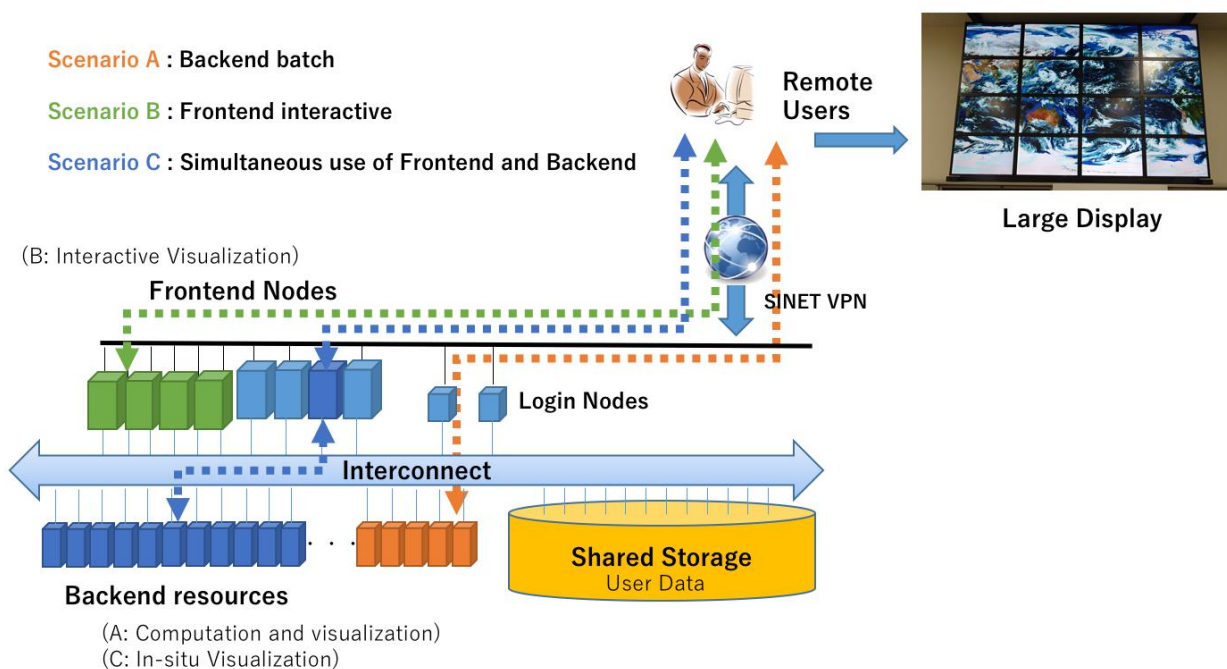 Scenario A : Backend batch
Scenario B : Frontend interactive
Scenario C : Simultaneous use of Frontend and Backend
Remote
Users
Large Display
(B: Interactive Visualization)
Frontend Nodes
SINET VPN
Login Nodes
Interconnect
. . .
Shared Storage
User Data
Backend resources
(A: Computation and visualization)
(C: In-situ Visualization)